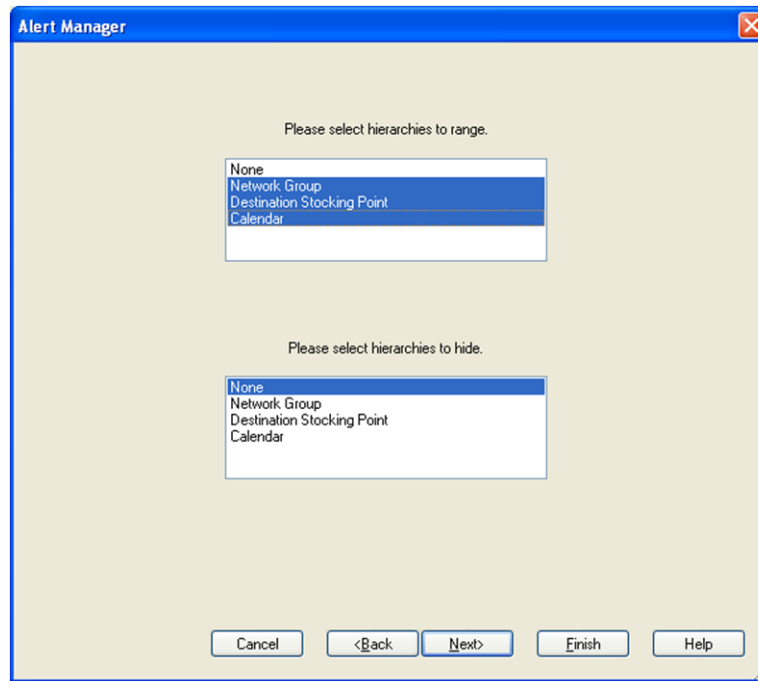 Alert Manager
Please select hierarchies to range.
None
Network Group
Destination Stocking Point
Calendar
Please select hierarchies to hide.
None
Network Group
Destination Stocking Point
Calendar
Cancel <Back Next> Finish Help